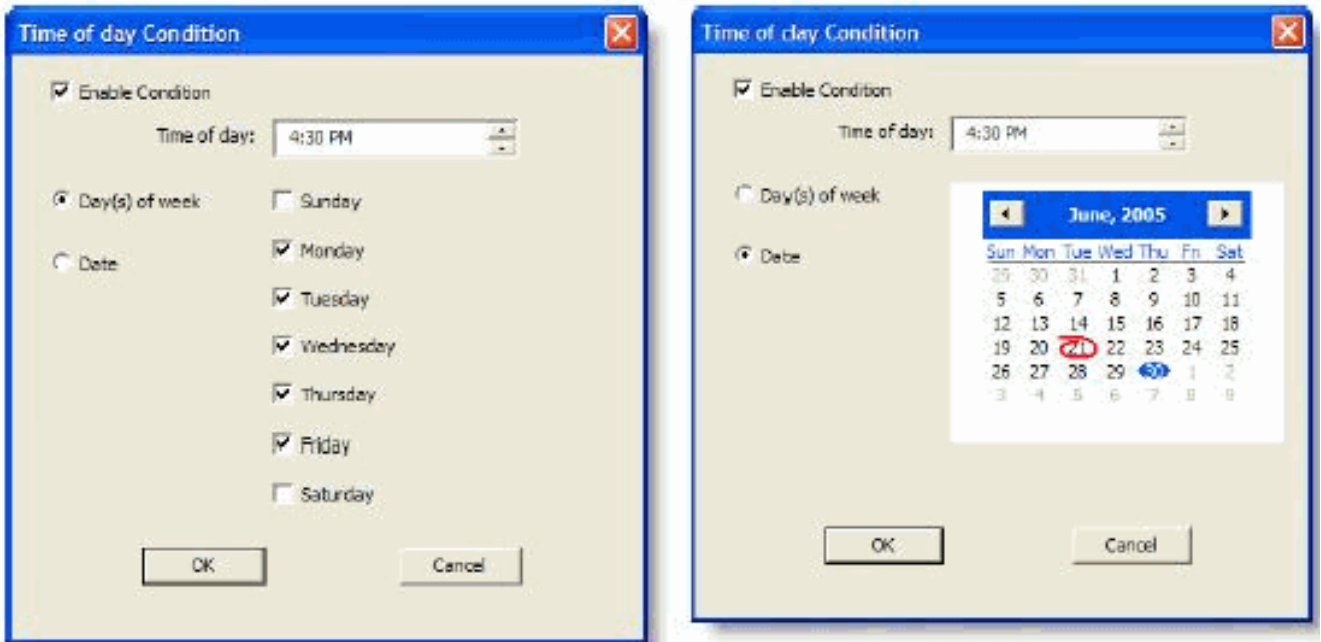 Time of day Condition
Enable Condition
Time of day: 4:30 PM
Day(s) of week
Date
Sunday
Monday
Tuesday
Wednesday
Thursday
Friday
Saturday
OK Cancel
Time of day Condition
Enable Condition
Time of day: 4:30 PM
Day(s) of week
Date
June, 2005
Sun Mon Tue Wed Thu Fri Sat
29 30 31 1 2 3 4
5 6 7 8 9 10 11
12 13 14 15 16 17 18
19 20 21 22 23 24 25
26 27 28 29 30 1 2
3 4 5 6 7 8 9
OK Cancel